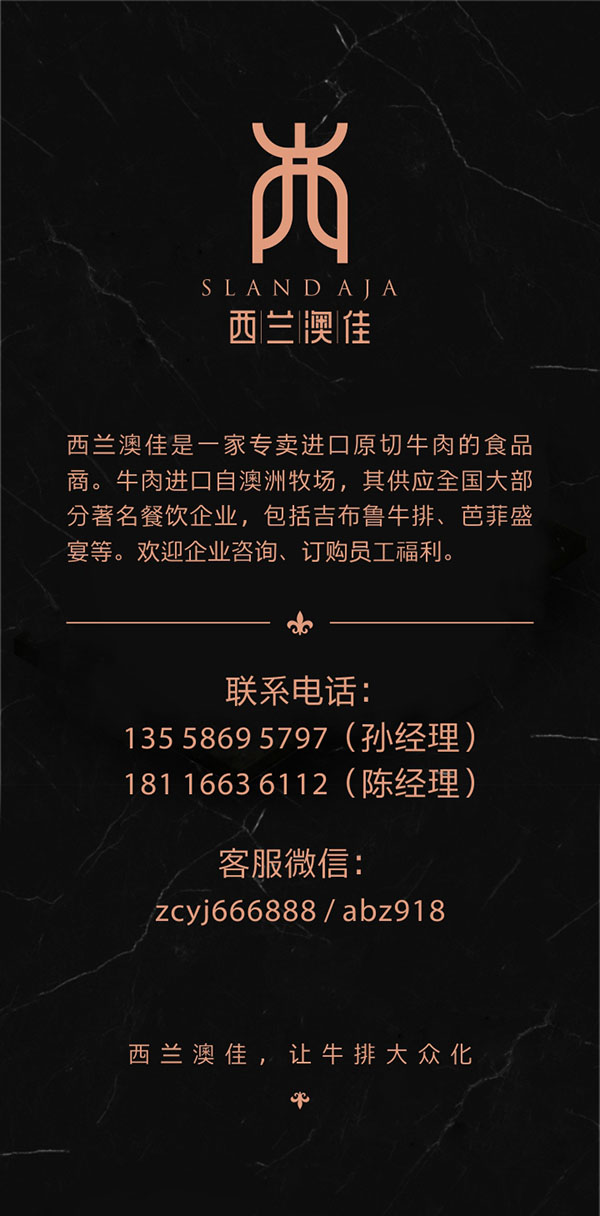 SLANDAJA
西兰澳佳
西兰澳佳是一家专卖进口原切牛肉的食品
商。牛肉进口自澳洲牧场，其供应全国大部
分著名餐饮企业，包括吉布鲁牛排、芭菲盛
宴等。欢迎企业咨询、订购员工福利。
联系电话：
135 5869 5797（孙经理）
181 1663 6112（陈经理）
客服微信：
zcyj666888 / abz918
西兰澳佳，让牛排大众化